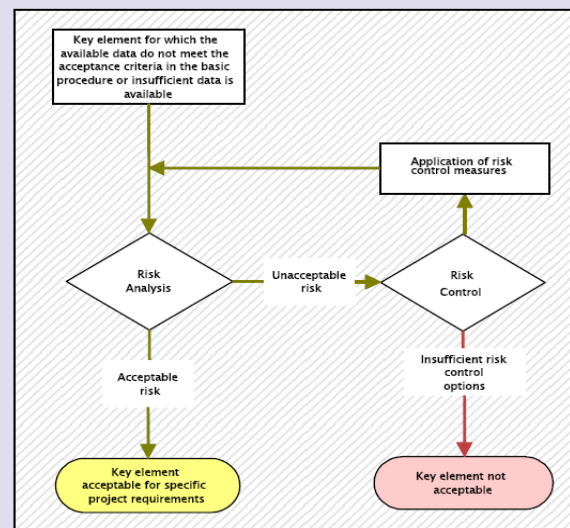 Key element for which the
available data do not meet the
acceptance criteria in the basic
procedure or insufficient data is
available
Application of risk
control measures
Risk
Analysis
Unacceptable
risk
Risk
Control
Acceptable
risk
Insufficient risk
control
options
Key element
acceptable for specific
project requirements
Key element not
acceptable